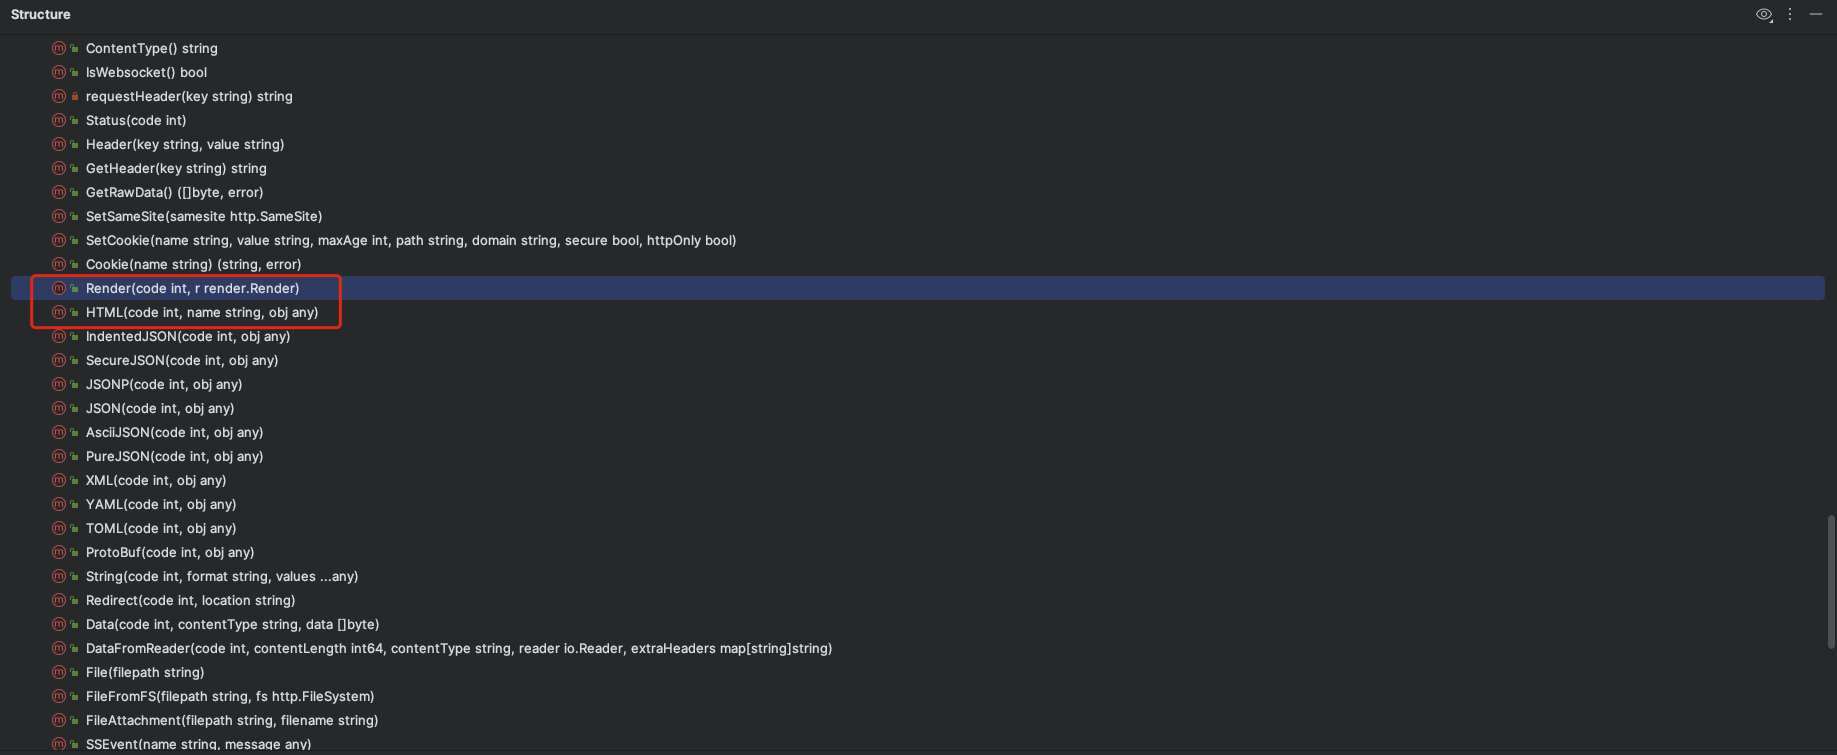 Structure
ContentType() string
IsWebsocket() bool
requestHeader(key string) string
Status(code int)
Header(key string, value string)
GetHeader(key string) string
GetRawData() ([]byte, error)
SetSameSite(samesite http.SameSite)
SetCookie(name string, value string, maxAge int, path string, domain string, secure bool, httpOnly bool)
Cookie(name string) (string, error)
Render(code int, r render.Render)
HTML(code int, name string, obj any)
IndentedJSON(code int, obj any)
SecureJSON(code int, obj any)
JSONP(code int, obj any)
JSON(code int, obj any)
AsciiJSON(code int, obj any)
PureJSON(code int, obj any)
XML(code int, obj any)
YAML(code int, obj any)
TOML(code int, obj any)
ProtoBuf(code int, obj any)
String(code int, format string, values ...any)
Redirect(code int, location string)
Data(code int, contentType string, data []byte)
DataFromReader(code int, contentLength int64, contentType string, reader io.Reader, extraHeaders map[string]string)
File(filepath string)
FileFromFS(filepath string, fs http.FileSystem)
FileAttachment(filepath string, filename string)
SSEvent(name string, message any)